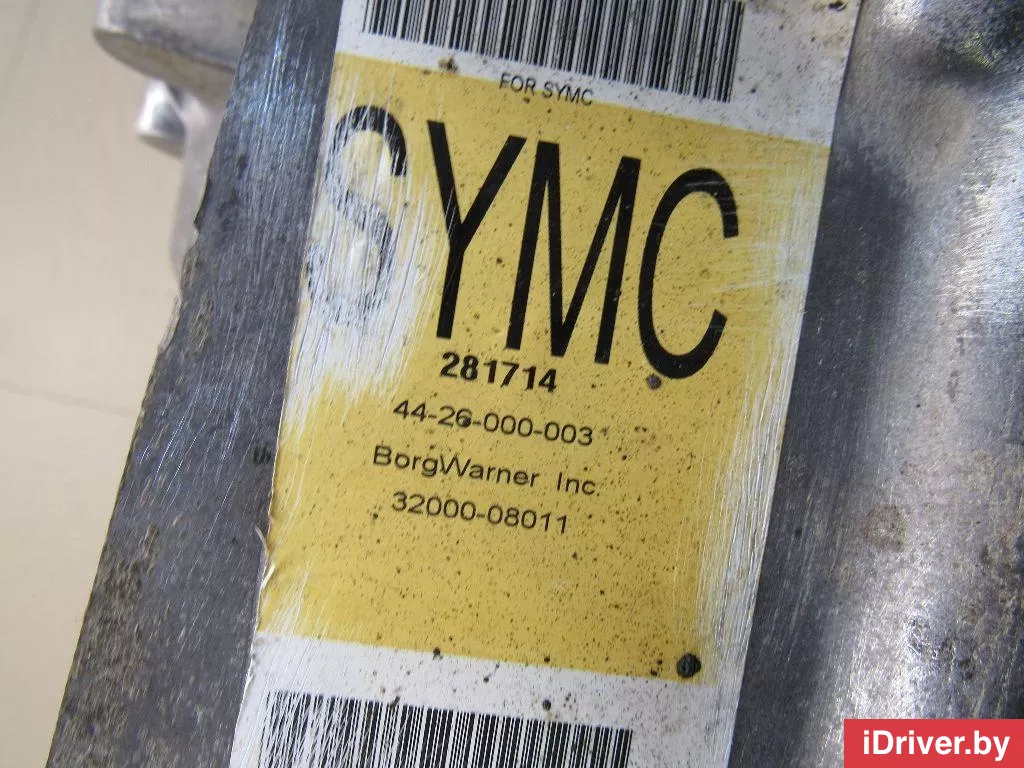 FOR SYMC
SYMC
281714
44-26-000-003
BorgWarner Inc.
32000-08011
iDriver.by